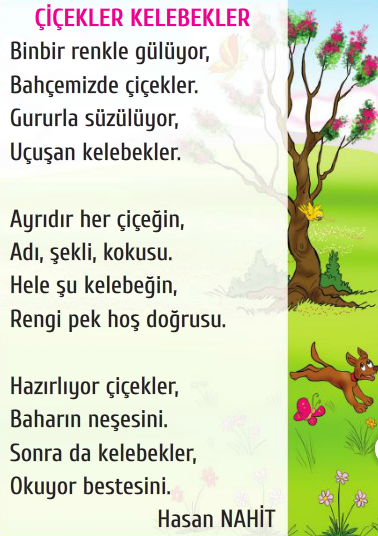 ÇİÇEKLER KELEBEKLER
Binbir renkle gülüyor,
Bahçemizde çiçekler.
Gururla süzülüyor,
Uçuşan kelebekler.
Ayrıdır her çiçeğin,
Adı, şekli, kokusu.
Hele şu kelebeğin,
Rengi pek hoş doğrusu.
Hazırlıyor çiçekler,
Baharın neşesini.
Sonra da kelebekler,
Okuyor bestesini.
Hasan NAHİT